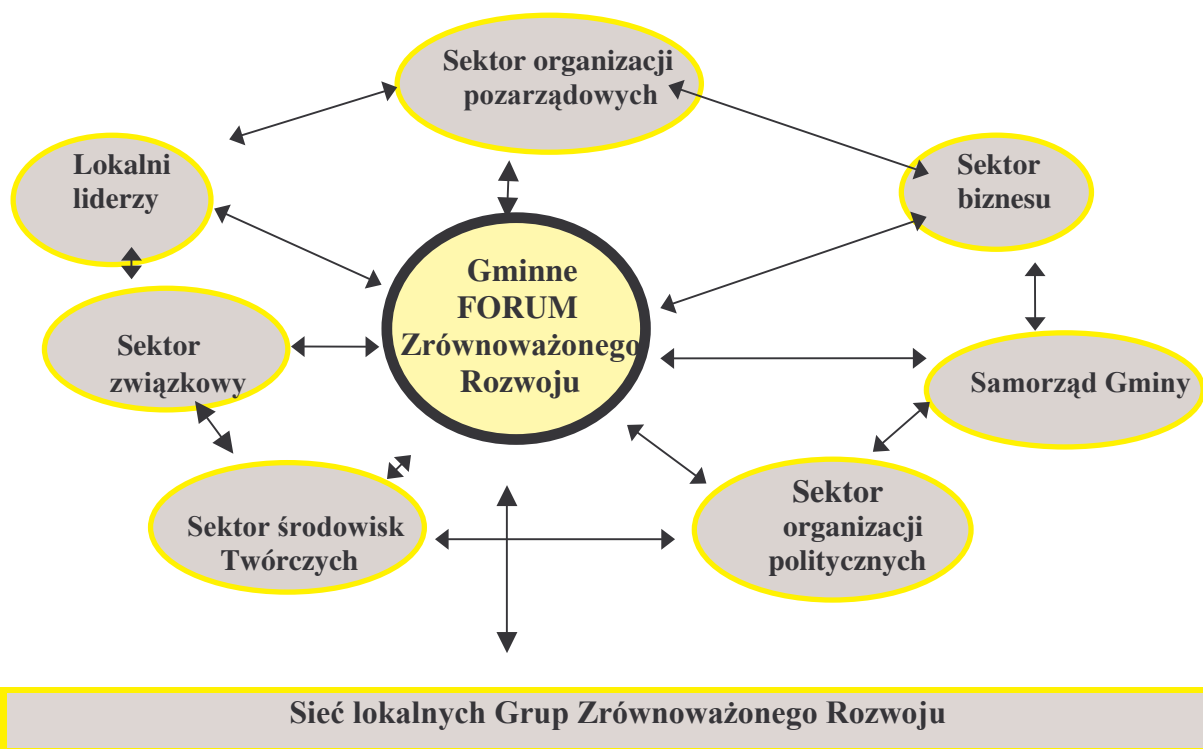 Sektor organizacji
pozarządowych
Lokalni
liderzy
Sektor
biznesu
Gminne
FORUM
Zrównoważonego
Rozwoju
Sektor
związkowy
Samorząd Gminy
Sektor środowisk
Twórczych
Sektor
organizacji
politycznych
Sieć lokalnych Grup Zrównoważonego Rozwoju